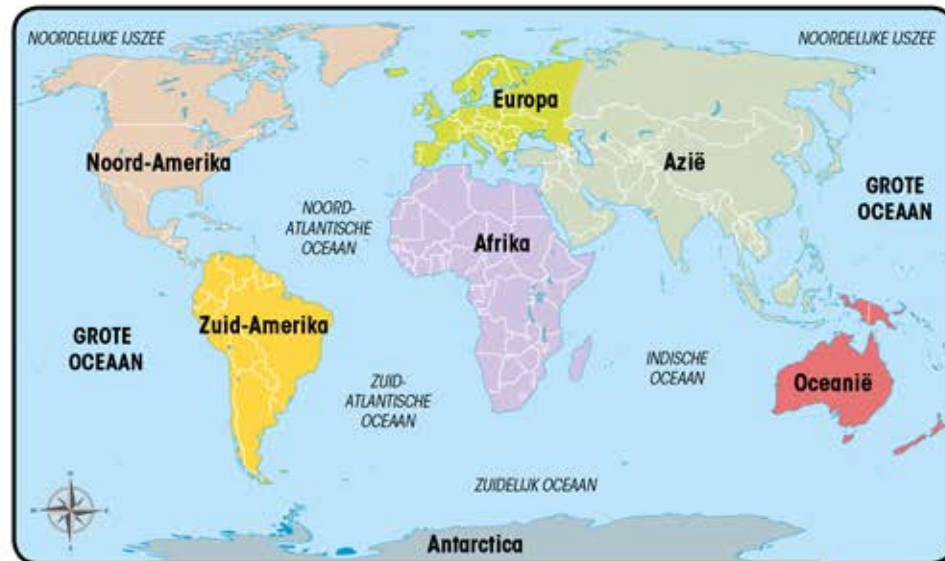 NOORDELIJKE IJSZEE
NOORDELIJKE IJSZEE
Europa
Noord-Amerika
Azië
GROTE
OCEAAN
NOORD-
ATLANTISCHE
OCEAAN
Afrika
Zuid-Amerika
GROTE
OCEAAN
INDISCHE
OCEAAN
ZUID-
ATLANTISCHE
OCEAAN
Oceanië
ZUIDELIJK OCEAAN
Antarctica